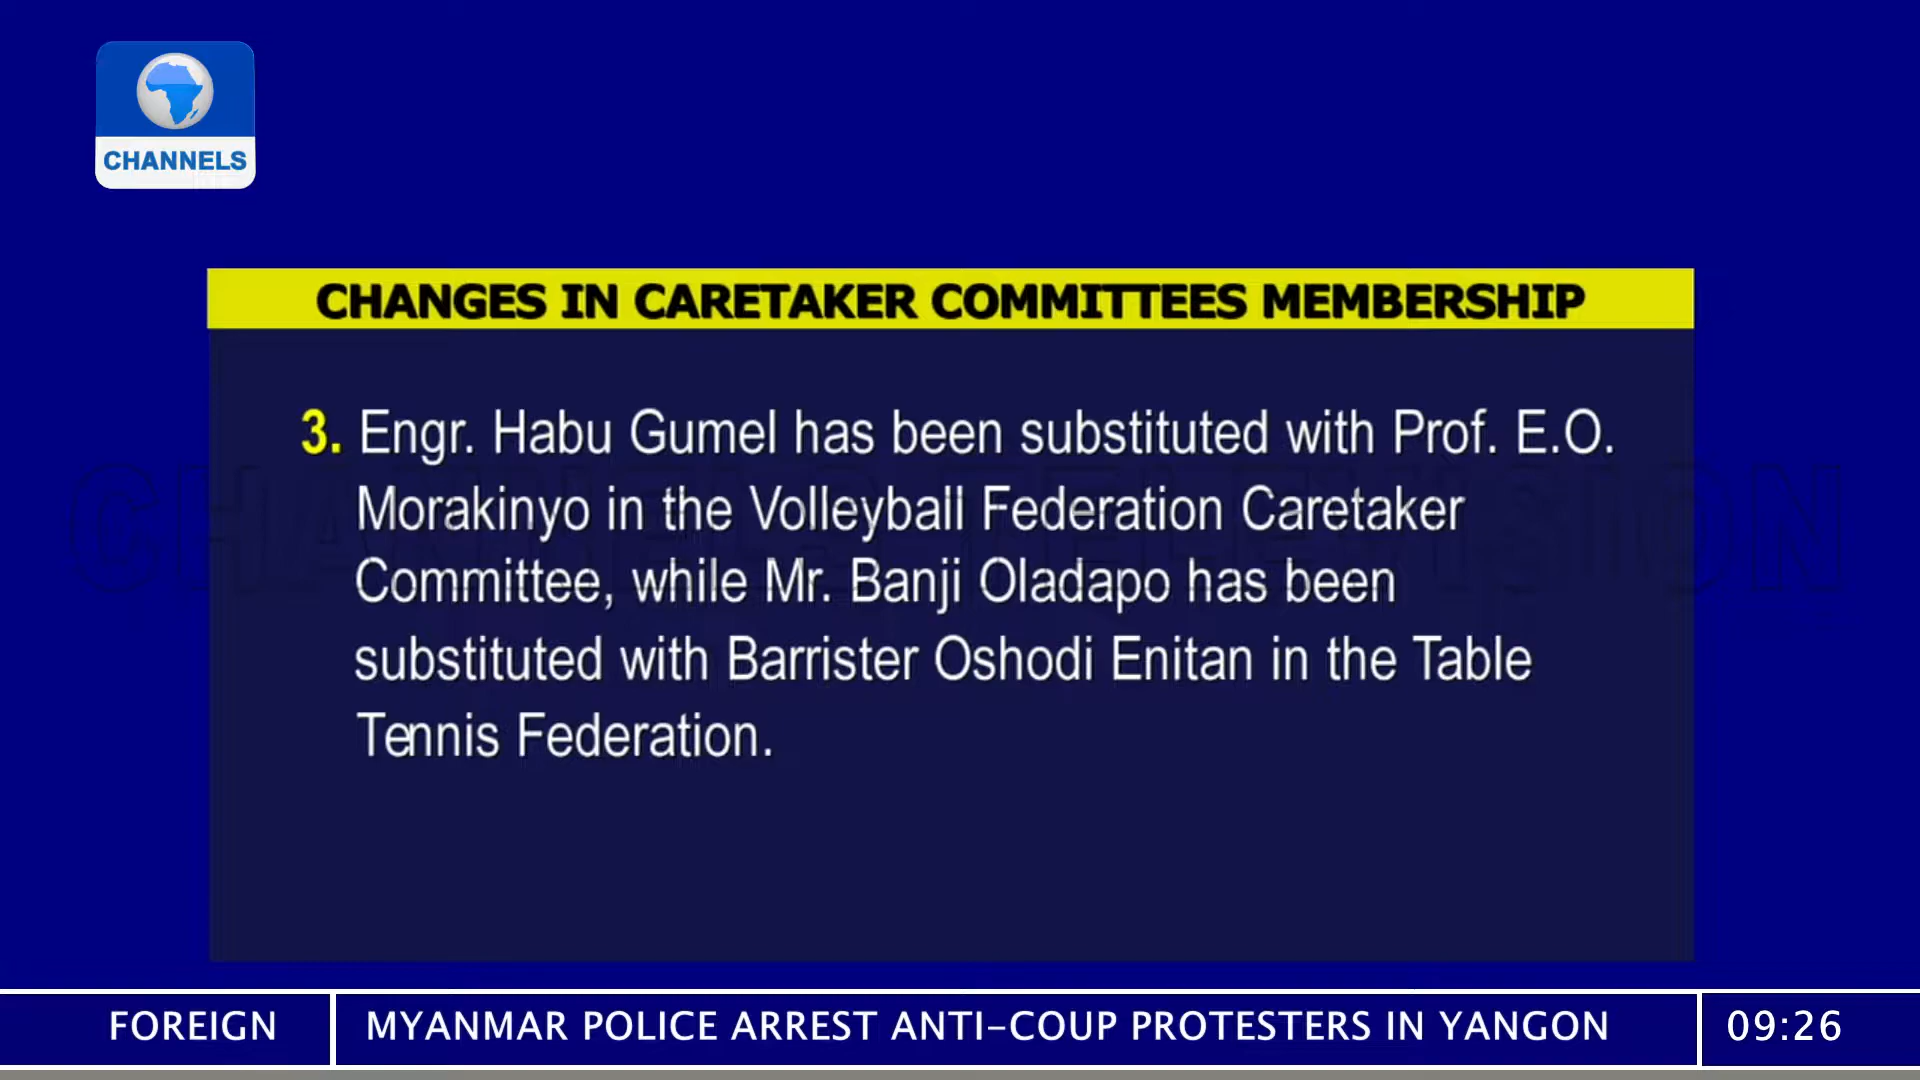 CHANNELS
CHANGES IN CARETAKER COMMITTEES MEMBERSHIP
3. Engr. Habu Gumel has been substituted with Prof. E.O.
Morakinyo in the Volleyball Federation Caretaker
Committee, while Mr. Banji Oladapo has been
substituted with Barrister Oshodi Enitan in the Table
Tennis Federation.
CHANNELS TELEVISION
FOREIGN
MYANMAR POLICE ARREST ANTI-COUP PROTESTERS IN YANGON
09:26